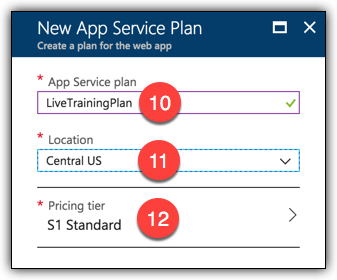 New App Service Plan
Create a plan for the web app
* App Service plan
LiveTrainingPlan 10
* Location
Central US 11
* Pricing tier
S1 Standard 12